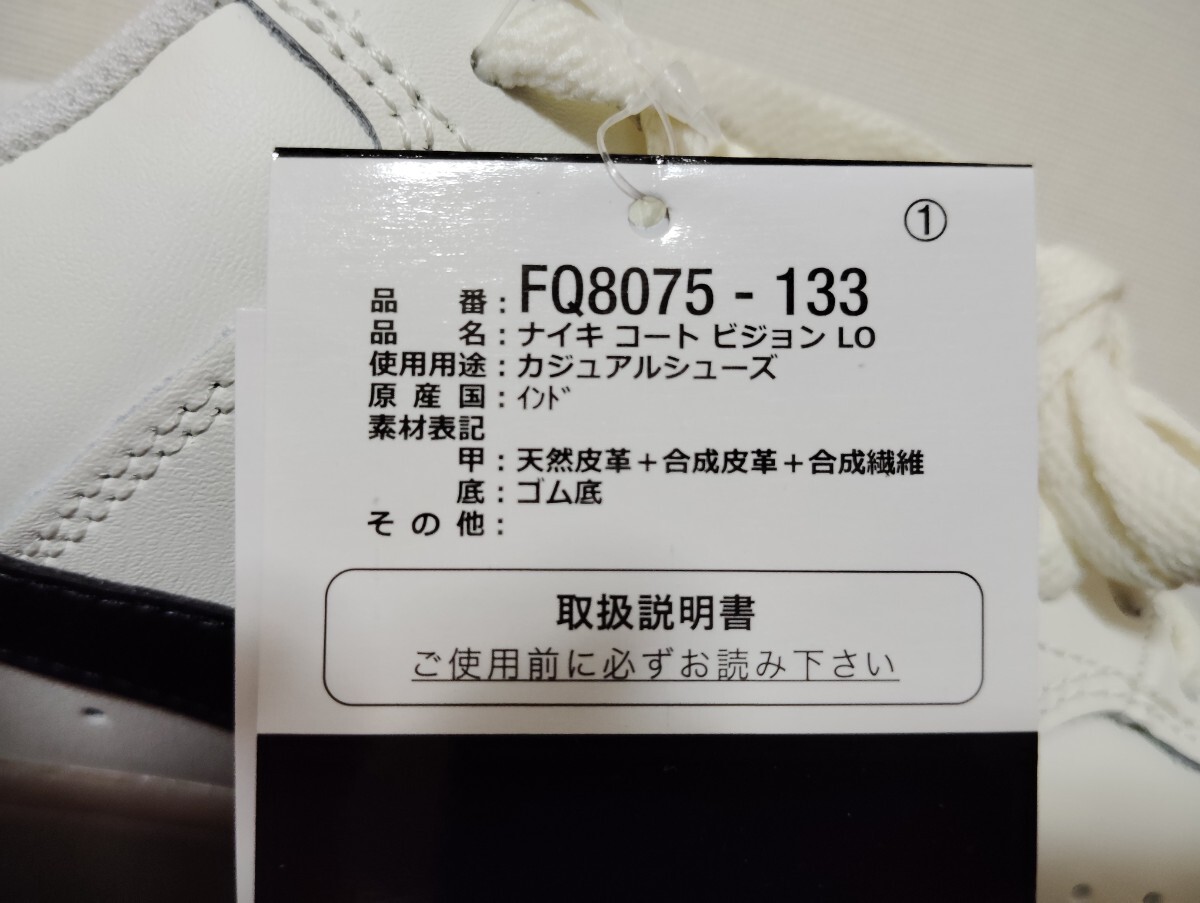 ①
品番:FQ8075-133
品名:ナイキ コート ビジョン LO
使用用途:カジュアルシューズ
原産国:ｲﾝﾄﾞ
素材表記
甲:天然皮革+合成皮革+合成繊維
底:ゴム底
その他:
取扱説明書
ご使用前に必ずお読み下さい